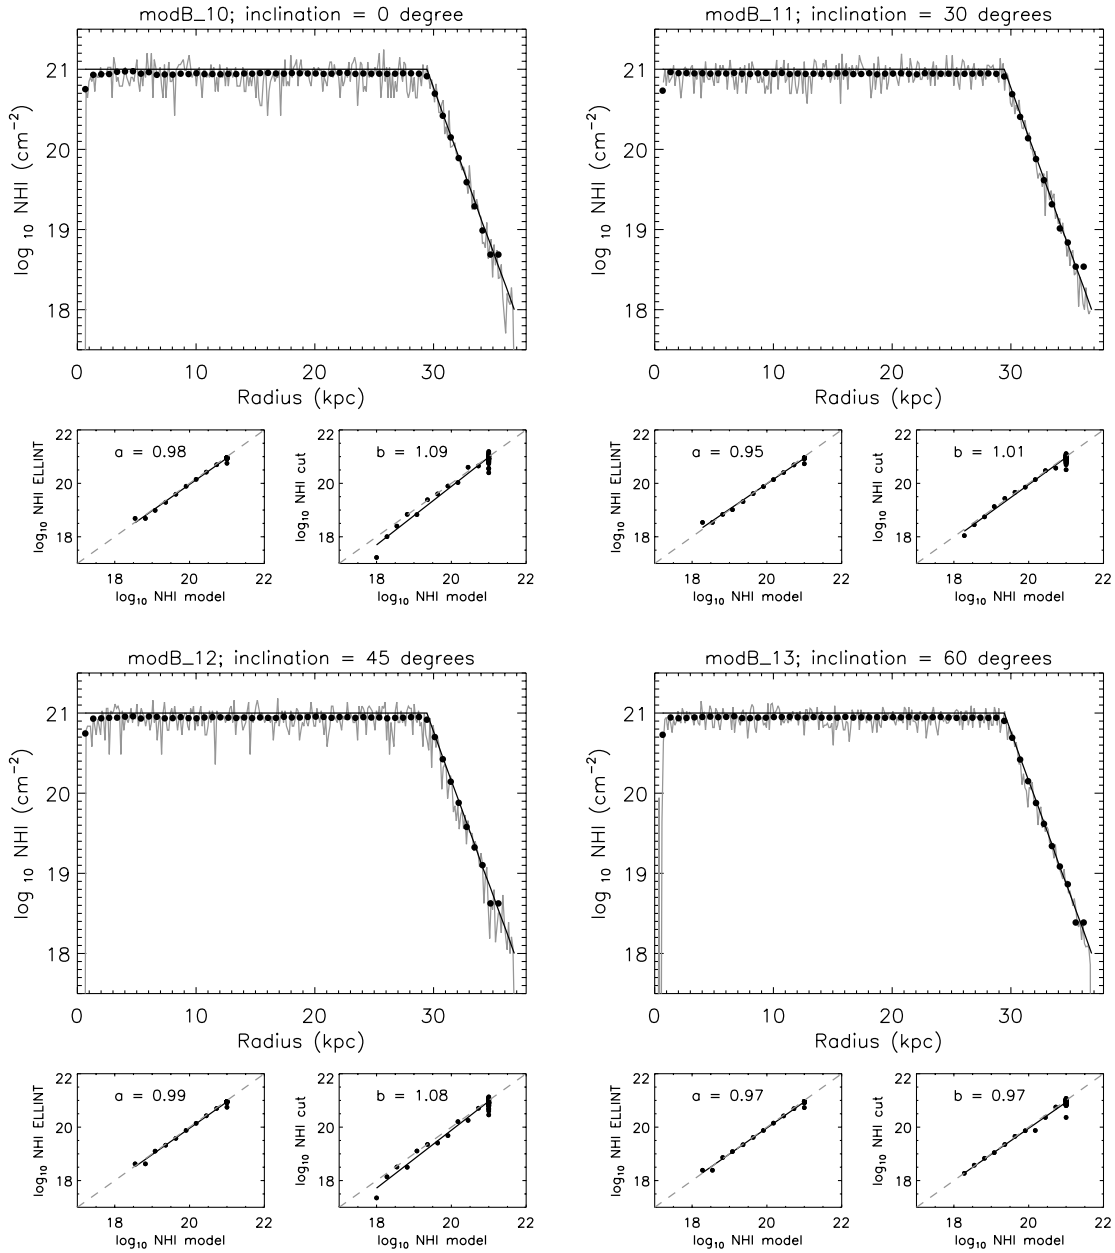 modB_10; inclination = 0 degree
log 10 NHI (cm−2)
21
20
19
18
0 10 20 30
Radius (kpc)
modB_11; inclination = 30 degrees
log 10 NHI (cm−2)
21
20
19
18
0 10 20 30
Radius (kpc)
log10 NHI ELLINT
22
20
18
a = 0.98
18 20 22
log10 NHI model
log10 NHI cut
22
20
18
b = 1.09
18 20 22
log10 NHI model
log10 NHI ELLINT
22
20
18
a = 0.95
18 20 22
log10 NHI model
log10 NHI cut
22
20
18
b = 1.01
18 20 22
log10 NHI model
modB_12; inclination = 45 degrees
log 10 NHI (cm−2)
21
20
19
18
0 10 20 30
Radius (kpc)
modB_13; inclination = 60 degrees
log 10 NHI (cm−2)
21
20
19
18
0 10 20 30
Radius (kpc)
log10 NHI ELLINT
22
20
18
a = 0.99
18 20 22
log10 NHI model
log10 NHI cut
22
20
18
b = 1.08
18 20 22
log10 NHI model
log10 NHI ELLINT
22
20
18
a = 0.97
18 20 22
log10 NHI model
log10 NHI cut
22
20
18
b = 0.97
18 20 22
log10 NHI model